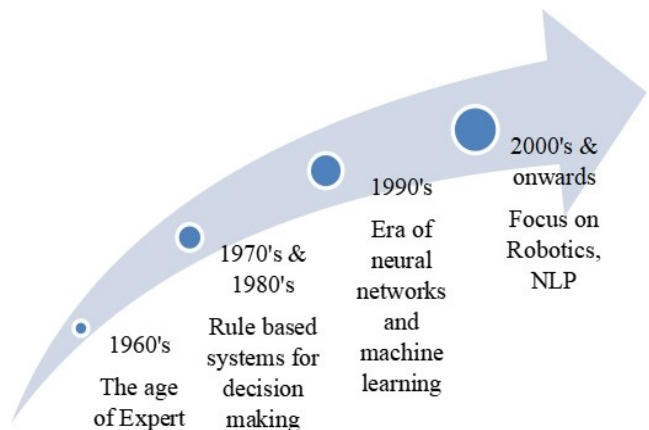 1960's
The age
of Expert
1970's &
1980's
Rule based
systems for
decision
making
1990's
Era of
neural
networks
and
machine
learning
2000's &
onwards
Focus on
Robotics,
NLP